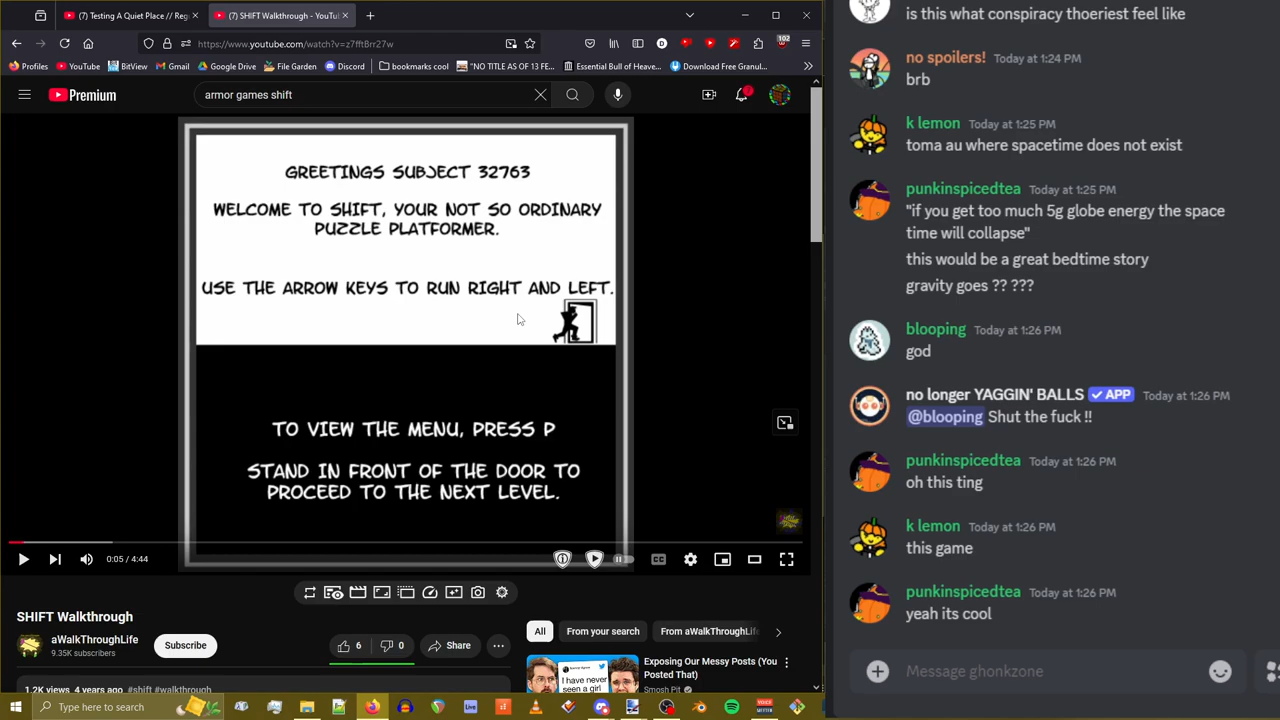 (7) Testing A Quiet Place // Reg
(7) SHIFT Walkthrough - YouTu
https://www.youtube.com/watch?v=z7fftBrr27w
102
Profiles
YouTube
BitView
Gmail
Google Drive
File Garden
Discord
bookmarks cool
"NO TITLE AS OF 13 FE
Essential Bull of Heave
Download Free Granul
Premium
armor games shift
GREETINGS SUBJECT 32763
WELCOME TO SHIFT, YOUR NOT SO ORDINARY
PUZZLE PLATFORMER.
USE THE ARROW KEYS TO RUN RIGHT AND LEFT.
TO VIEW THE MENU, PRESS P
STAND IN FRONT OF THE DOOR TO
PROCEED TO THE NEXT LEVEL.
0:05 / 4:44
CC
SHIFT Walkthrough
aWalkThroughLife
9.35K subscribers
Subscribe
6
0
Share
All
From your search
From aWalkthroughLife
Exposing Our Messy Posts (You
Posted That)
Smosh Pit
I have never
seen a girl
1.2K views 4 years ago #shift #walkthrough
Type here to search
is this what conspiracy thoeriest feel like
no spoilers! Today at 1:24 PM
brb
k lemon Today at 1:25 PM
toma au where spacetime does not exist
punkinspicedtea Today at 1:25 PM
"if you get too much 5g globe energy the space
time will collapse"
this would be a great bedtime story
gravity goes ?? ???
blooping Today at 1:26 PM
god
no longer YAGGIN' BALLS APP Today at 1:26 PM
@blooping Shut the fuck !!
punkinspicedtea Today at 1:26 PM
oh this ting
k lemon Today at 1:26 PM
this game
punkinspicedtea Today at 1:26 PM
yeah its cool
Message ghonkzone